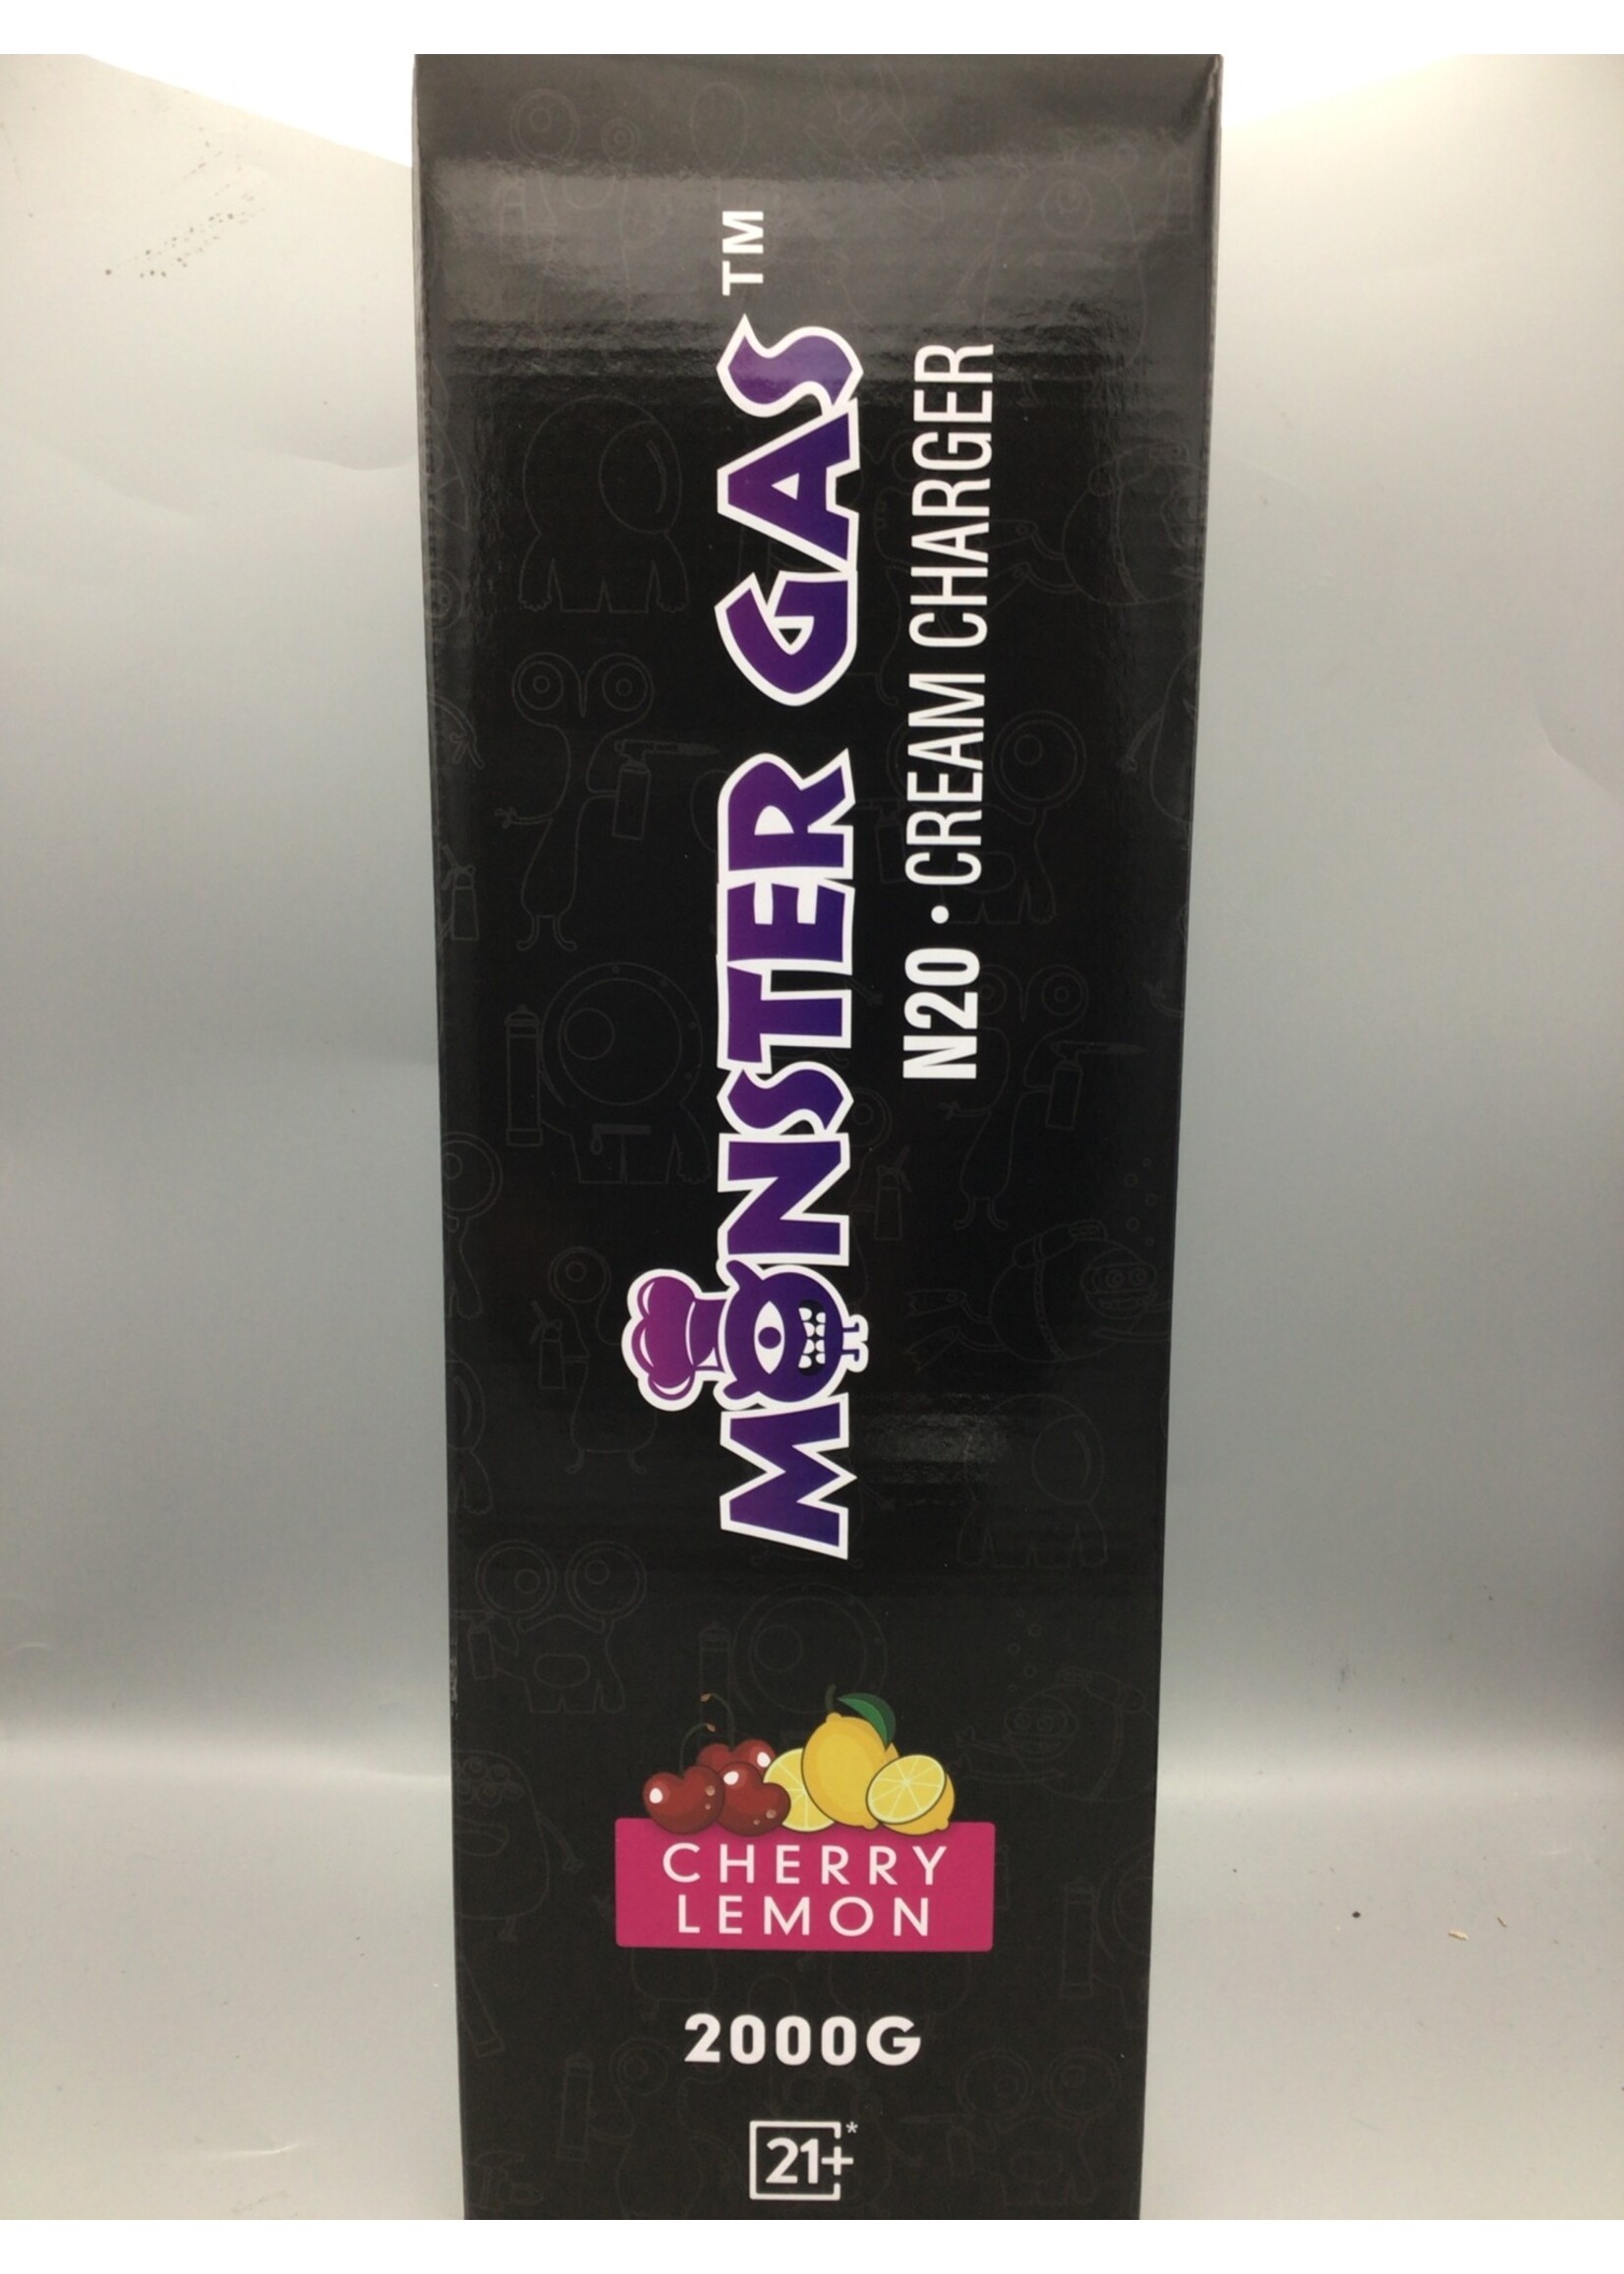 MONSTER GAS™
N20 • CREAM CHARGER
CHERRY
LEMON
2000G
21+*